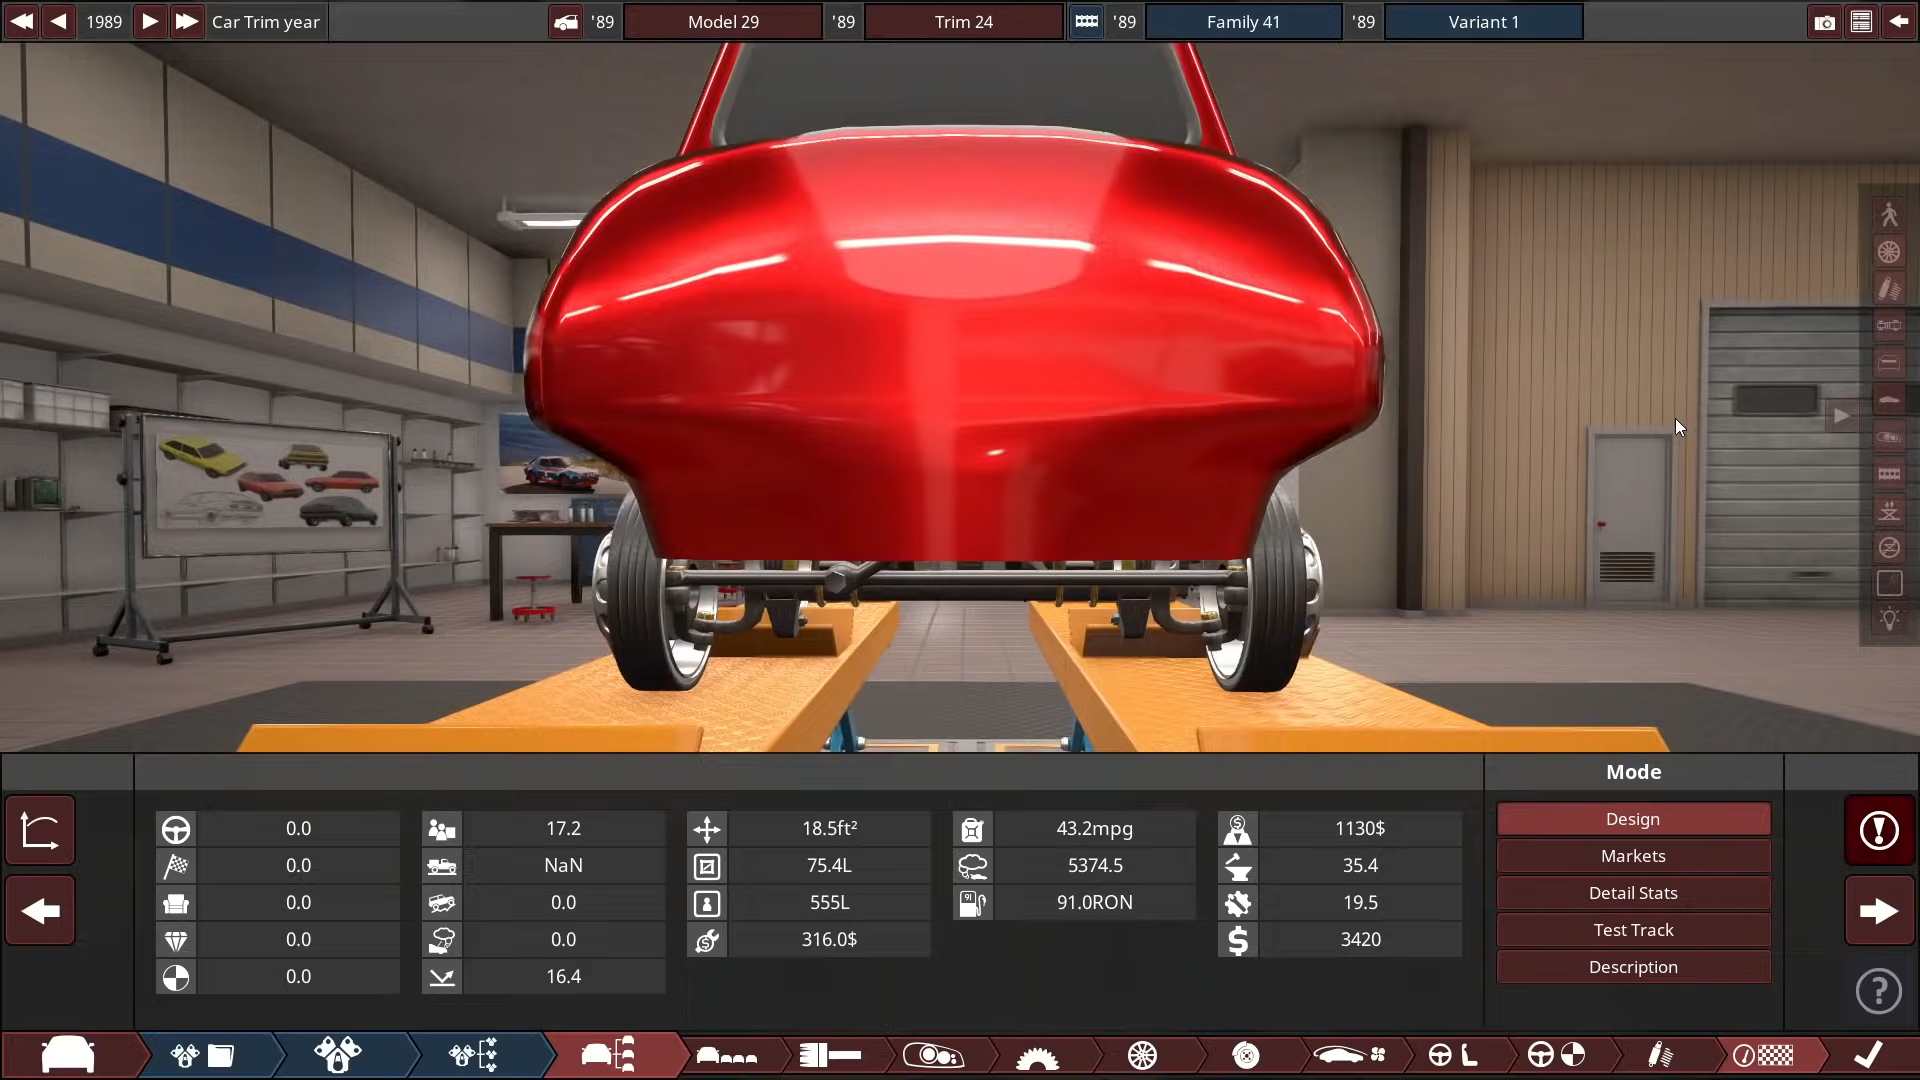 1989 Car Trim year '89 Model 29 '89 Trim 24 '89 Family 41 '89 Variant 1
Mode
0.0 17.2 18.5ft² 43.2mpg 1130$ Design
0.0 NaN 75.4L 5374.5 35.4 Markets
0.0 0.0 555L 91 91.0RON 19.5 Detail Stats
0.0 0.0 316.0$ 3420 Test Track
0.0 16.4 Description